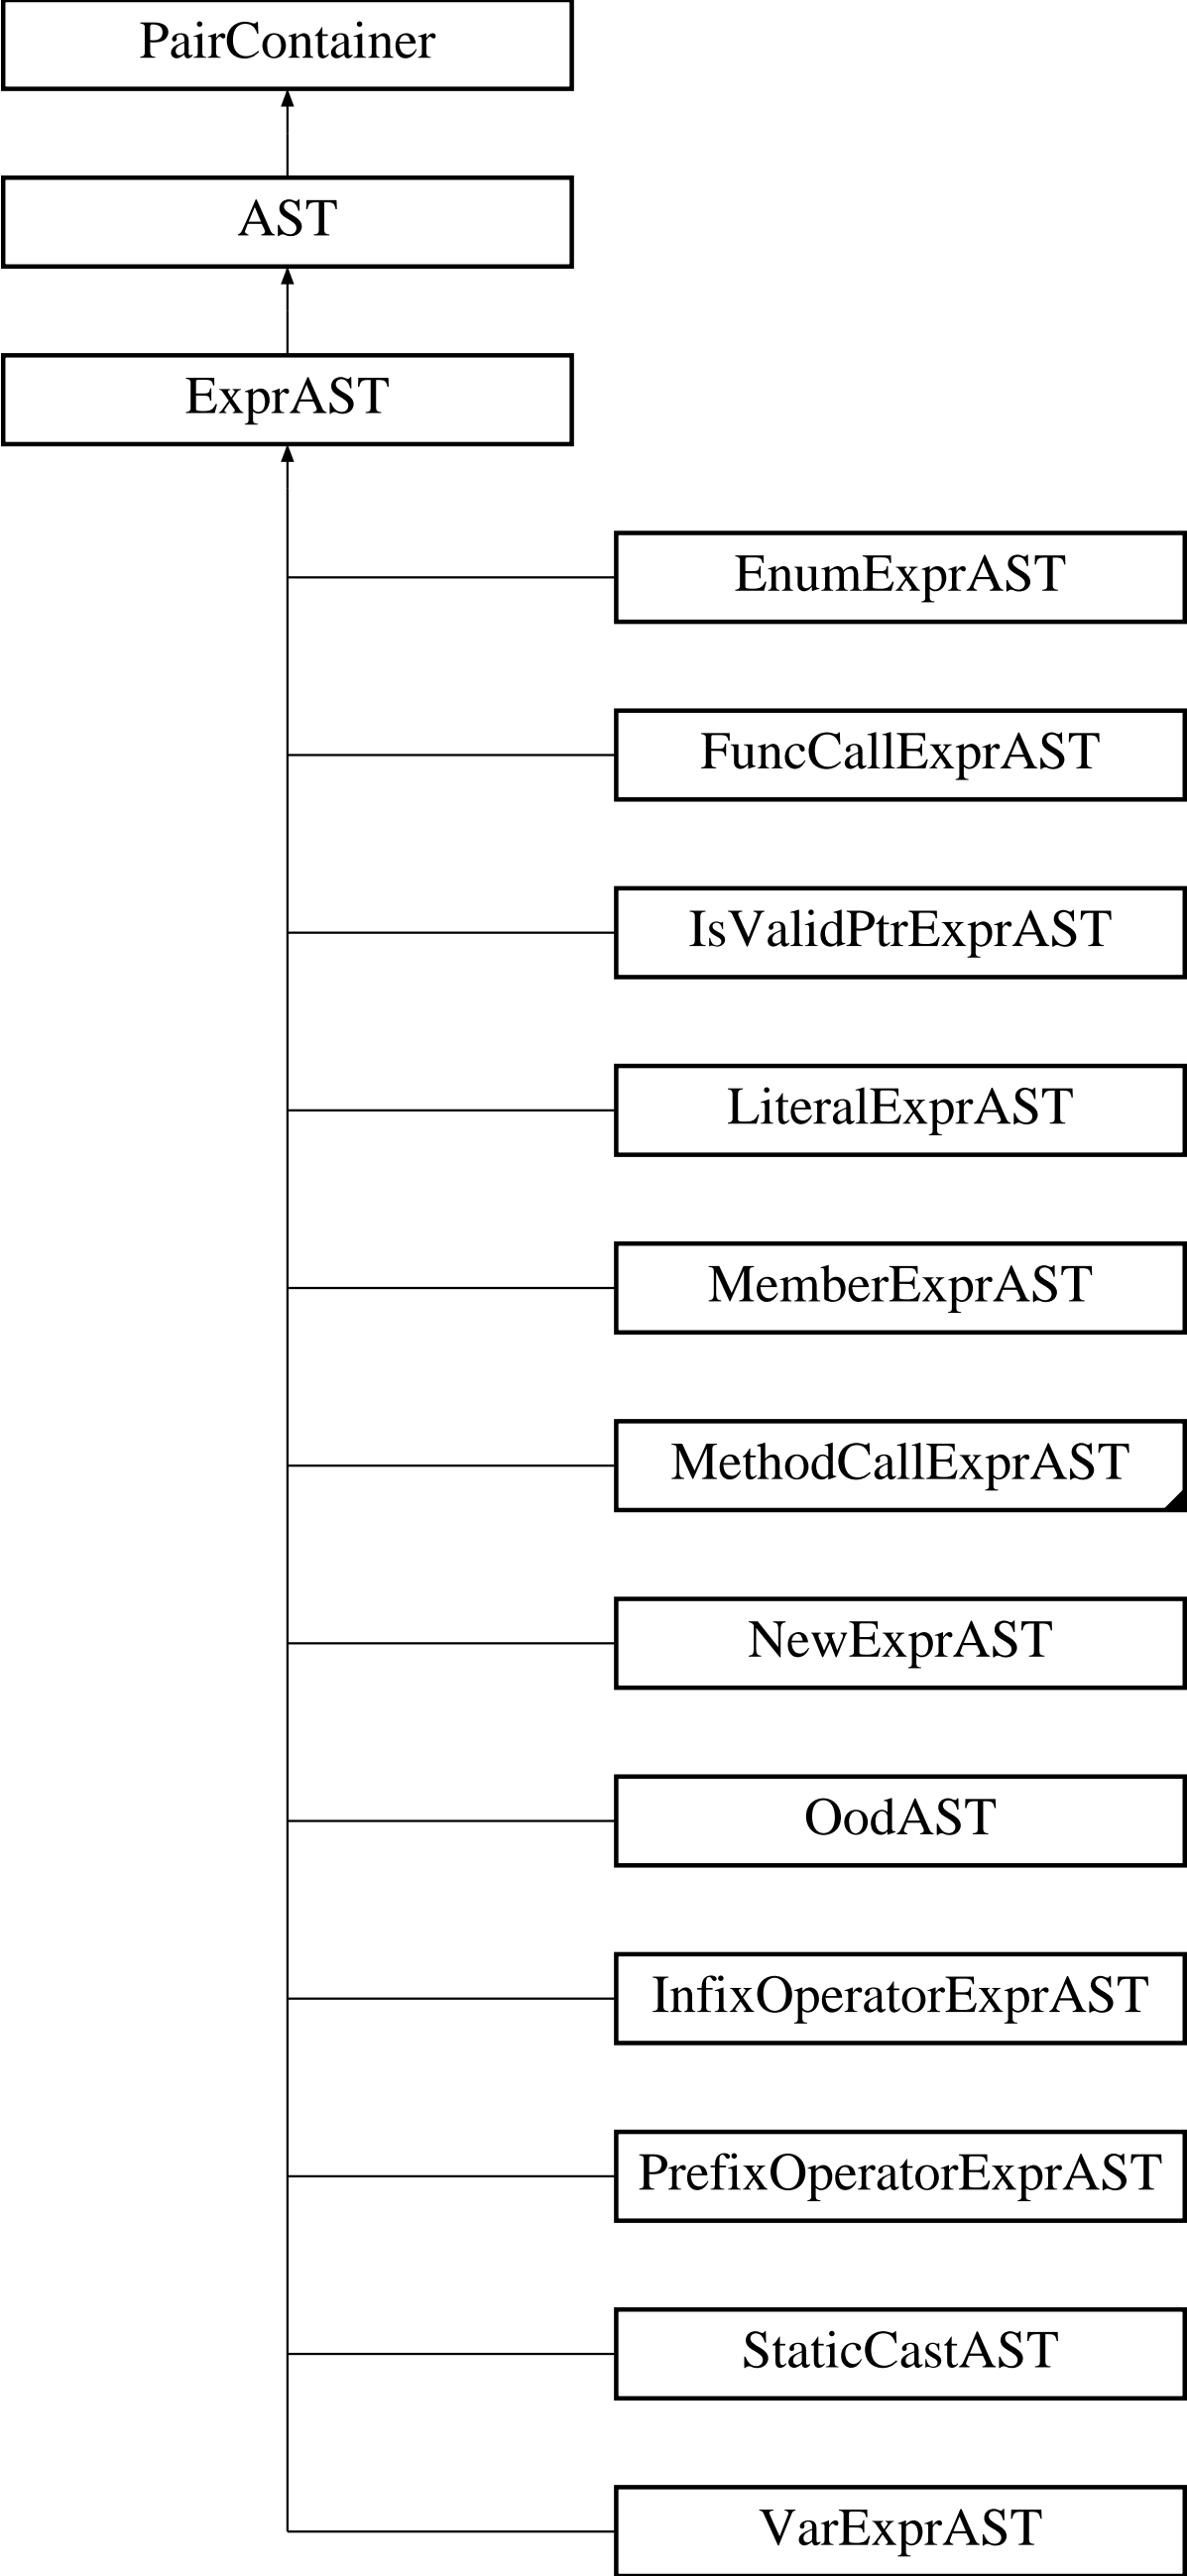 PairContainer
AST
ExprAST
EnumExprAST
FuncCallExprAST
IsValidPtrExprAST
LiteralExprAST
MemberExprAST
MethodCallExprAST
NewExprAST
OodAST
InfixOperatorExprAST
PrefixOperatorExprAST
StaticCastAST
VarExprAST